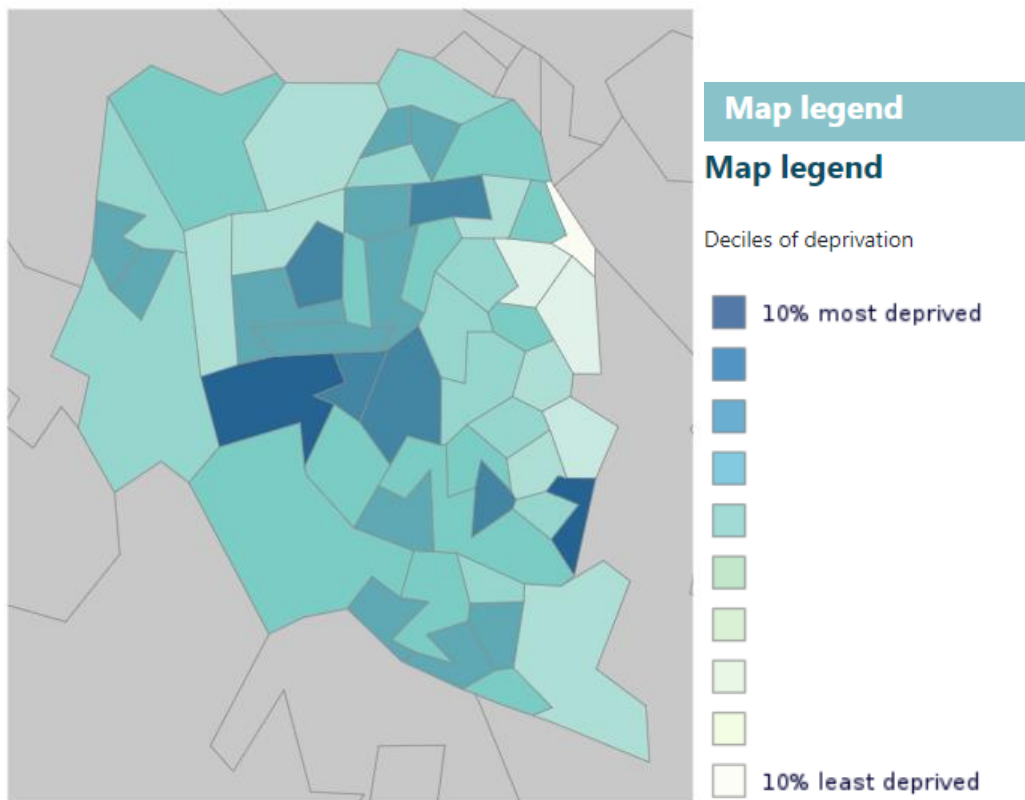 Map legend
Map legend
Deciles of deprivation
10% most deprived
10% least deprived